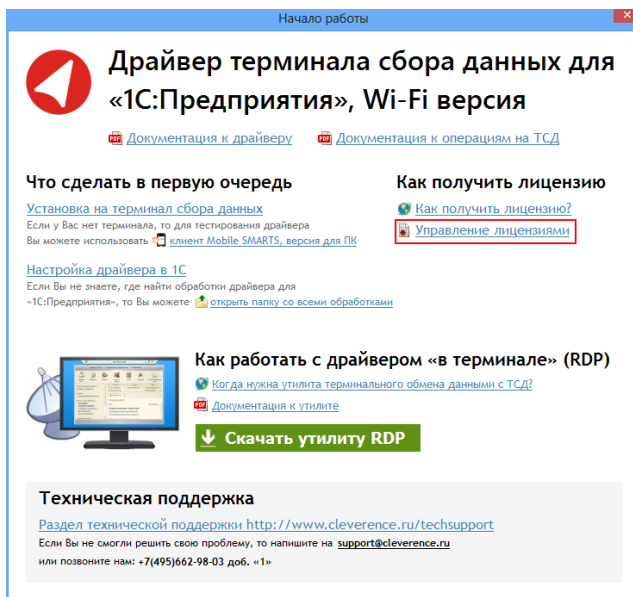 Начало работы
Драйвер терминала сбора данных для
«1С:Предприятия», Wi-Fi версия
Документация к драйверу
Документация к операциям на ТСД
Что сделать в первую очередь
Установка на терминал сбора данных
Если у Вас нет терминала, то для тестирования драйвера
Вы можете использовать клиент Mobile SMARTS, версия для ПК
Настройка драйвера в 1С
Если Вы не знаете, где найти обработки драйвера для
«1С:Предприятия», то Вы можете открыть папку со всеми обработками
Как получить лицензию
Как получить лицензию?
Управление лицензиями
Как работать с драйвером «в терминале» (RDP)
Когда нужна утилита терминального обмена данными с ТСД?
Документация к утилите
Скачать утилиту RDP
Техническая поддержка
Раздел технической поддержки http://www.cleverence.ru/techsupport
Если Вы не смогли решить свою проблему, то напишите на support@cleverence.ru
или позвоните нам: +7(495)662-98-03 доб. «1»